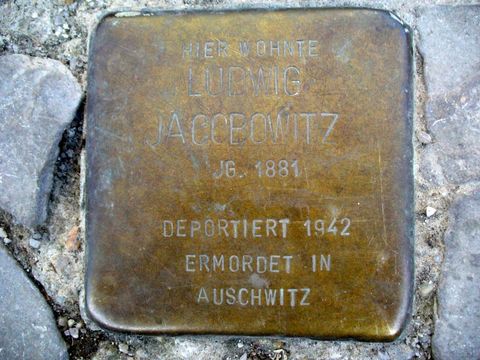 HIER WOHNTE
LUDWIG
JACOBOWITZ
JG. 1881
DEPORTIERT 1942
ERMORDET IN
AUSCHWITZ